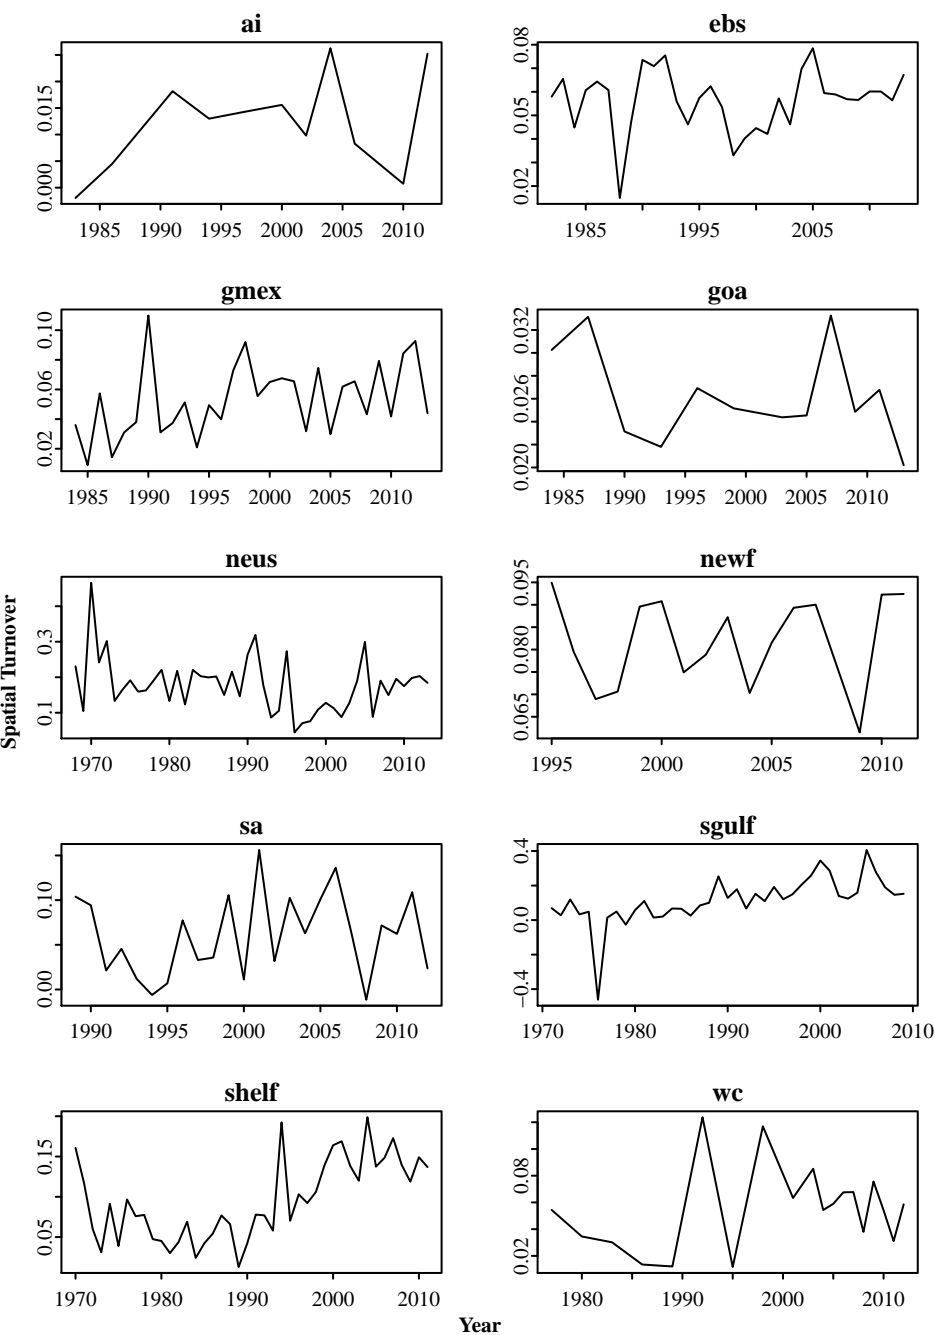 ai
0.000 0.015
1985 1990 1995 2000 2005 2010
ebs
0.02 0.05 0.08
1985 1995 2005
gmex
0.02 0.06 0.10
1985 1990 1995 2000 2005 2010
goa
0.020 0.026 0.032
1985 1990 1995 2000 2005 2010
neus
0.1 0.3
1970 1980 1990 2000 2010
newf
0.065 0.080 0.095
1995 2000 2005 2010
Spatial Turnover
sa
0.00 0.10
1990 1995 2000 2005 2010
sgulf
−0.4 0.0 0.4
1970 1980 1990 2000 2010
shelf
0.05 0.15
1970 1980 1990 2000 2010
wc
0.02 0.08
1980 1990 2000 2010
Year